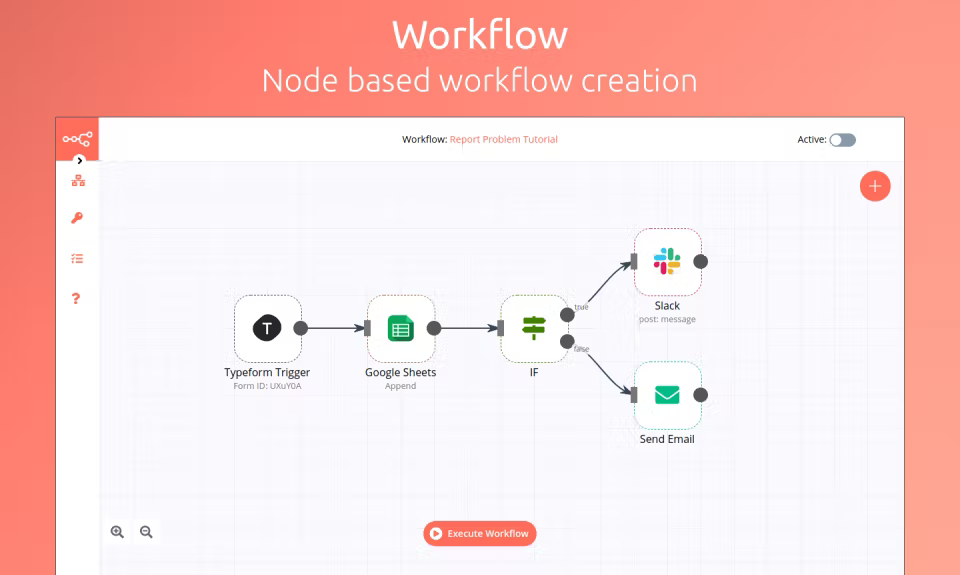 Workflow
Node based workflow creation
Workflow: Report Problem Tutorial
Active:
+
true
Slack
post: message
T
false
Typeform Trigger
Form ID: UXuY0A
Google Sheets
Append
IF
?
Send Email
Execute Workflow